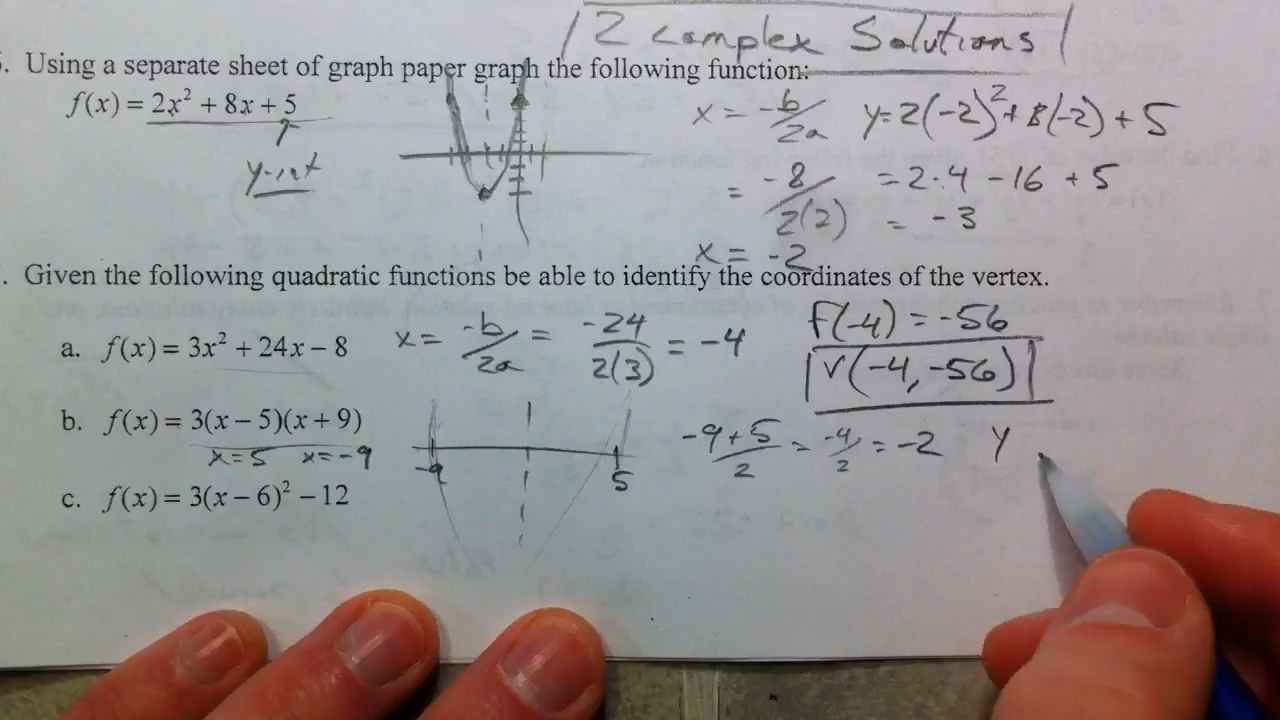 2 complex Solutions
. Using a separate sheet of graph paper graph the following function:
f(x) = 2x² + 8x + 5
y-int
x = -b/2a
y = 2(-2)² + 8(-2) + 5
= -8/2(2)
= 2·4 - 16 + 5
= -3
x = -2
. Given the following quadratic functions be able to identify the coordinates of the vertex.
a. f(x) = 3x² + 24x – 8
x = -b/2a = -24/2(3) = -4
f(-4) = -56
V(-4, -56)
b. f(x) = 3(x – 5)(x + 9)
x=5 x=-9
-9 5
-9+5/2 = -4/2 = -2 y
c. f(x) = 3(x – 6)² – 12